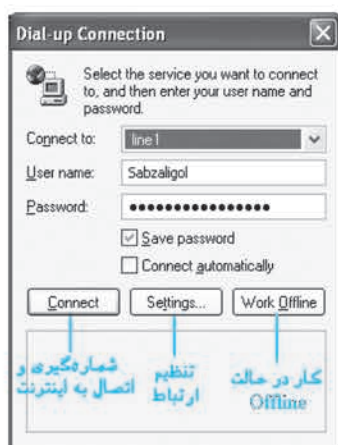 Dial-up Connection
Select the service you want to connect
to, and then enter your user name and
password.
Connect to: line1
User name: Sabzaligol
Password: ••••••••••••••••
Save password
Connect automatically
Connect Settings... Work Offline
شماره‌گیری و
اتصال به اینترنت
تنظیم
ارتباط
کار در حالت
Offline